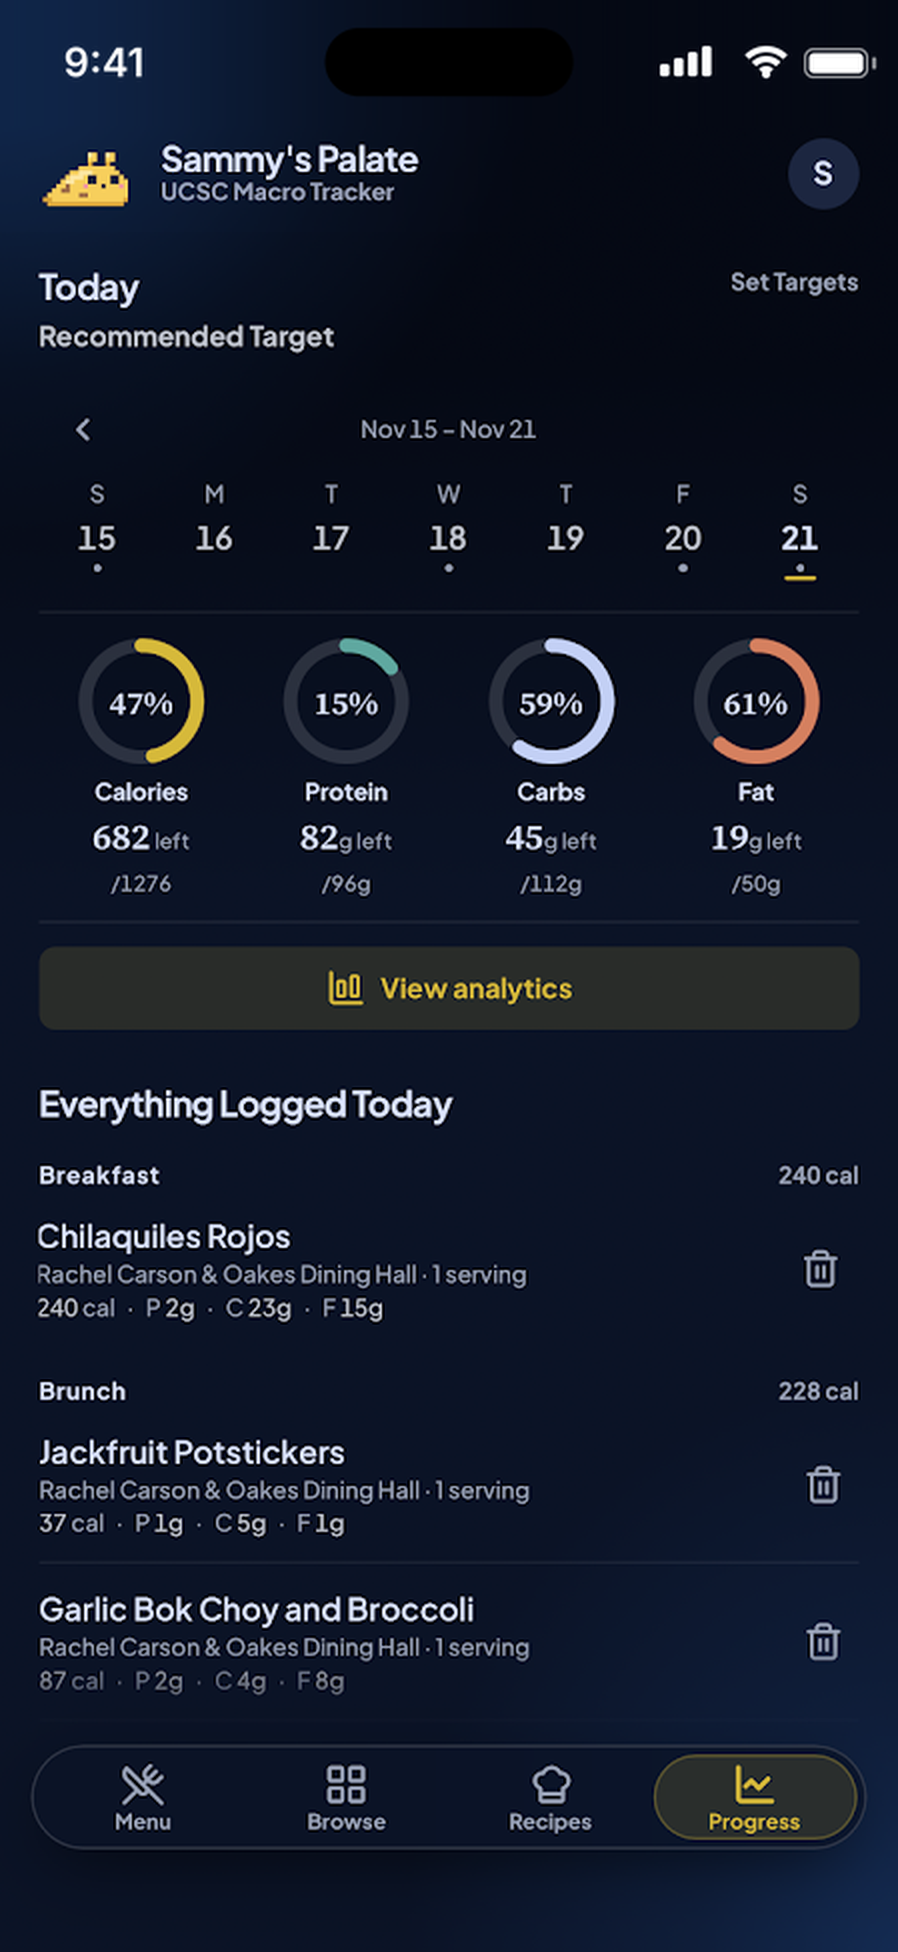 9:41
Sammy's Palate
UCSC Macro Tracker
S
Today
Set Targets
Recommended Target
Nov 15 – Nov 21
S M T W T F S
15 16 17 18 19 20 21
47% 15% 59% 61%
Calories Protein Carbs Fat
682 left 82g left 45g left 19g left
/1276 /96g /112g /50g
View analytics
Everything Logged Today
Breakfast 240 cal
Chilaquiles Rojos
Rachel Carson & Oakes Dining Hall · 1 serving
240 cal · P 2g · C 23g · F 15g
Brunch 228 cal
Jackfruit Potstickers
Rachel Carson & Oakes Dining Hall · 1 serving
37 cal · P 1g · C 5g · F 1g
Garlic Bok Choy and Broccoli
Rachel Carson & Oakes Dining Hall · 1 serving
87 cal · P 2g · C 4g · F 8g
Menu Browse Recipes Progress